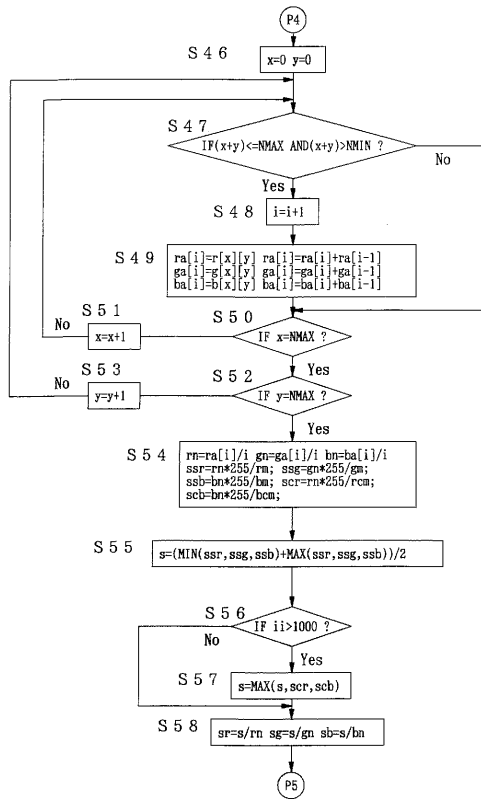 P4
S46
x=0 y=0
S47
IF(x+y)<=NMAX AND(x+y)>NMIN ?
No
Yes
S48
i=i+1
S49
ra[i]=r[x][y] ra[i]=ra[i]+ra[i-1]
ga[i]=g[x][y] ga[i]=ga[i]+ga[i-1]
ba[i]=b[x][y] ba[i]=ba[i]+ba[i-1]
S51
S50
No
x=x+1
IF x=NMAX ?
S53
Yes
No
S52
y=y+1
IF y=NMAX ?
Yes
S54
rn=ra[i]/i gn=ga[i]/i bn=ba[i]/i
ssr=rn*255/rm; ssg=gn*255/gm;
ssb=bn*255/bm; scr=rn*255/rcm;
scb=bn*255/bcm;
S55
s=(MIN(ssr,ssg,ssb)+MAX(ssr,ssg,ssb))/2
S56
IF ii>1000 ?
No
Yes
S57
s=MAX(s,scr,scb)
S58
sr=s/rn sg=s/gn sb=s/bn
P5